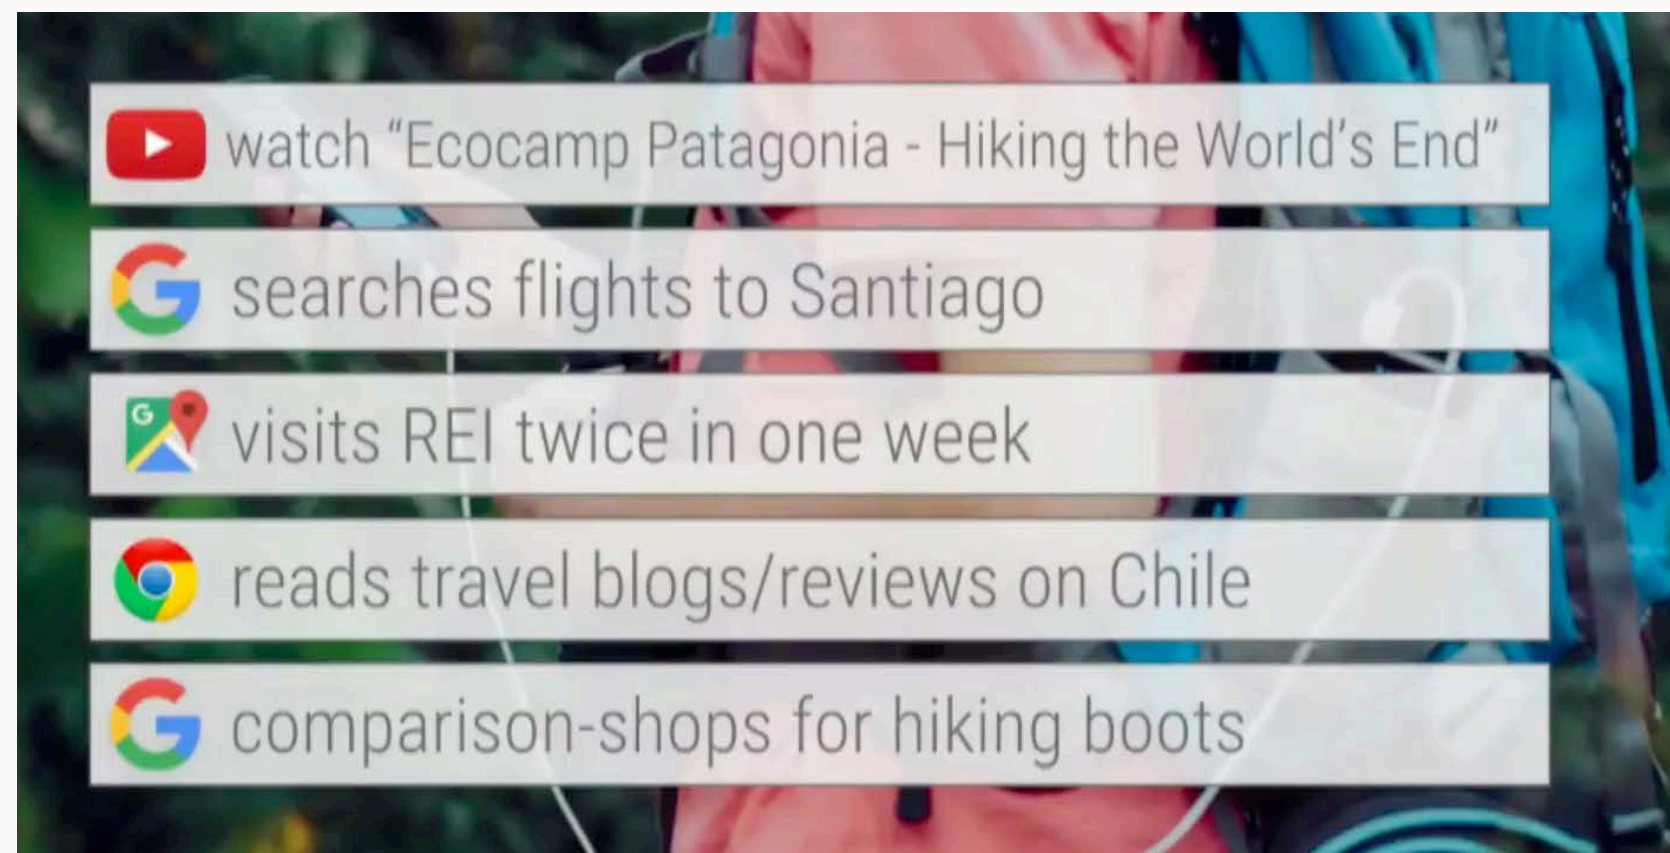 watch “Ecocamp Patagonia - Hiking the World’s End”
searches flights to Santiago
visits REI twice in one week
reads travel blogs/reviews on Chile
comparison-shops for hiking boots